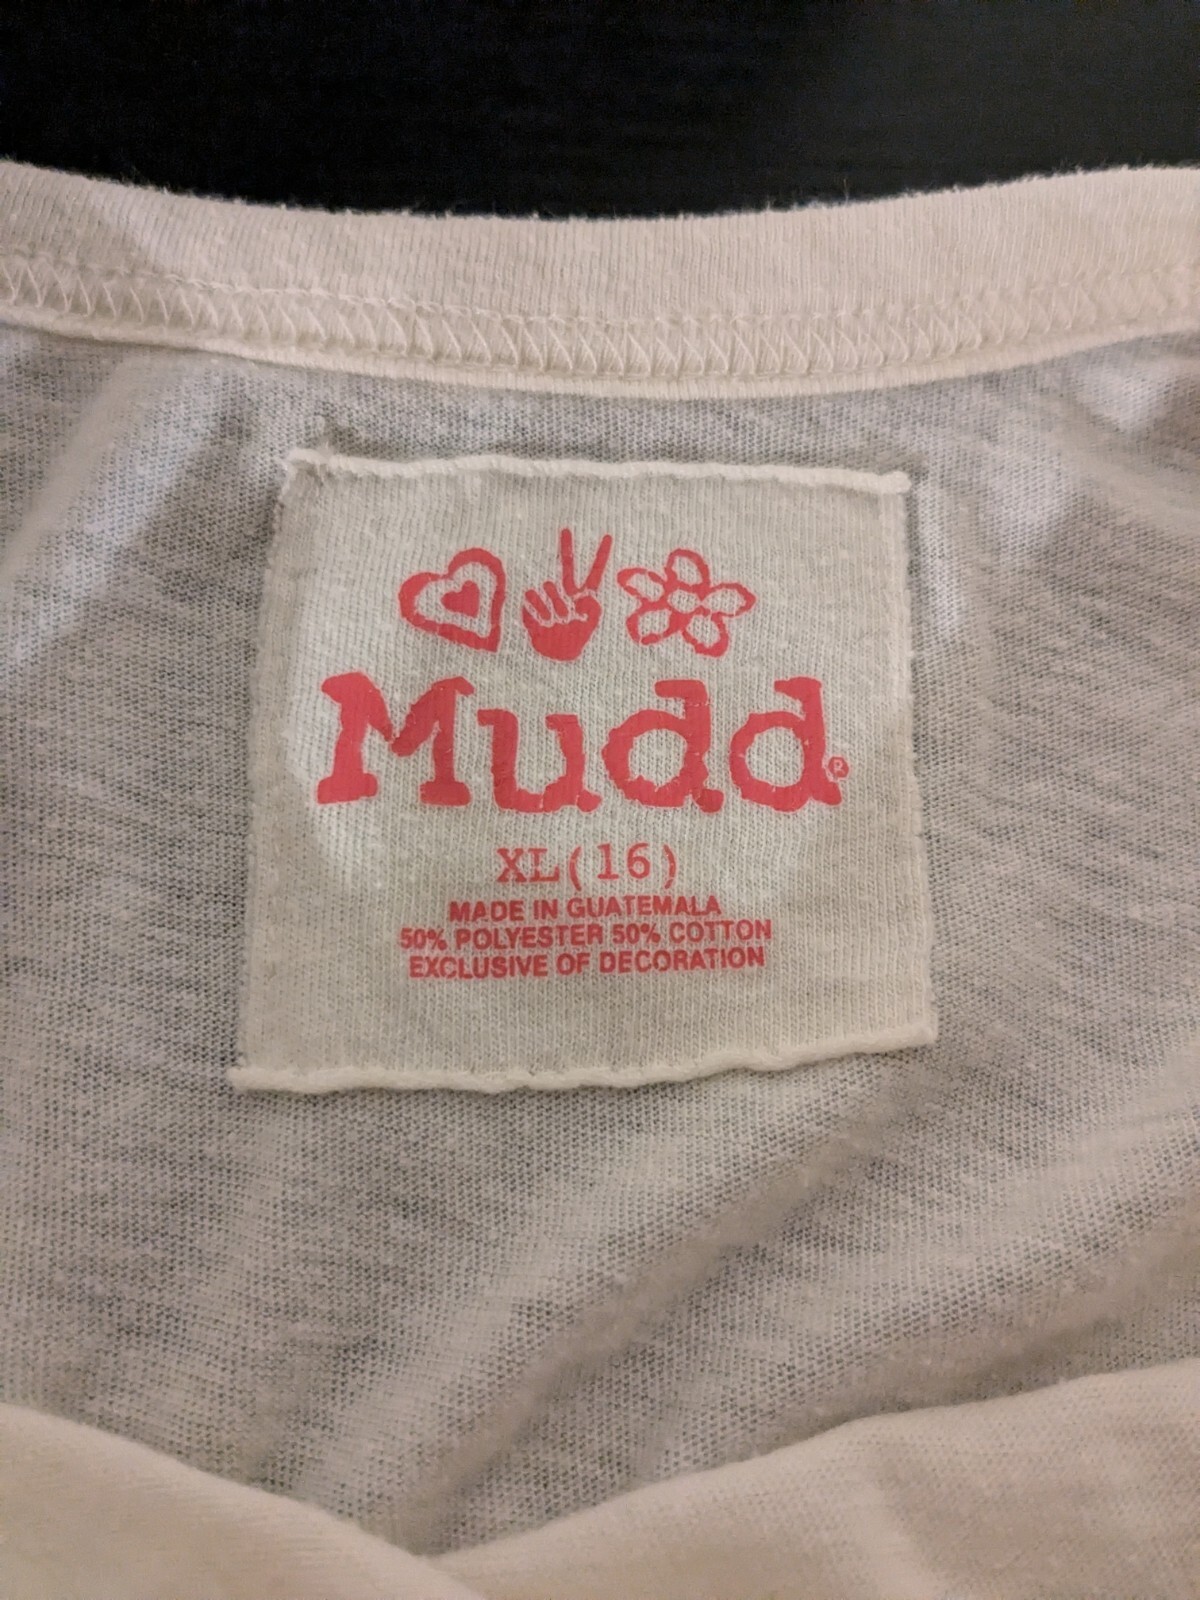 Mudd®
XL(16)
MADE IN GUATEMALA
50% POLYESTER 50% COTTON
EXCLUSIVE OF DECORATION